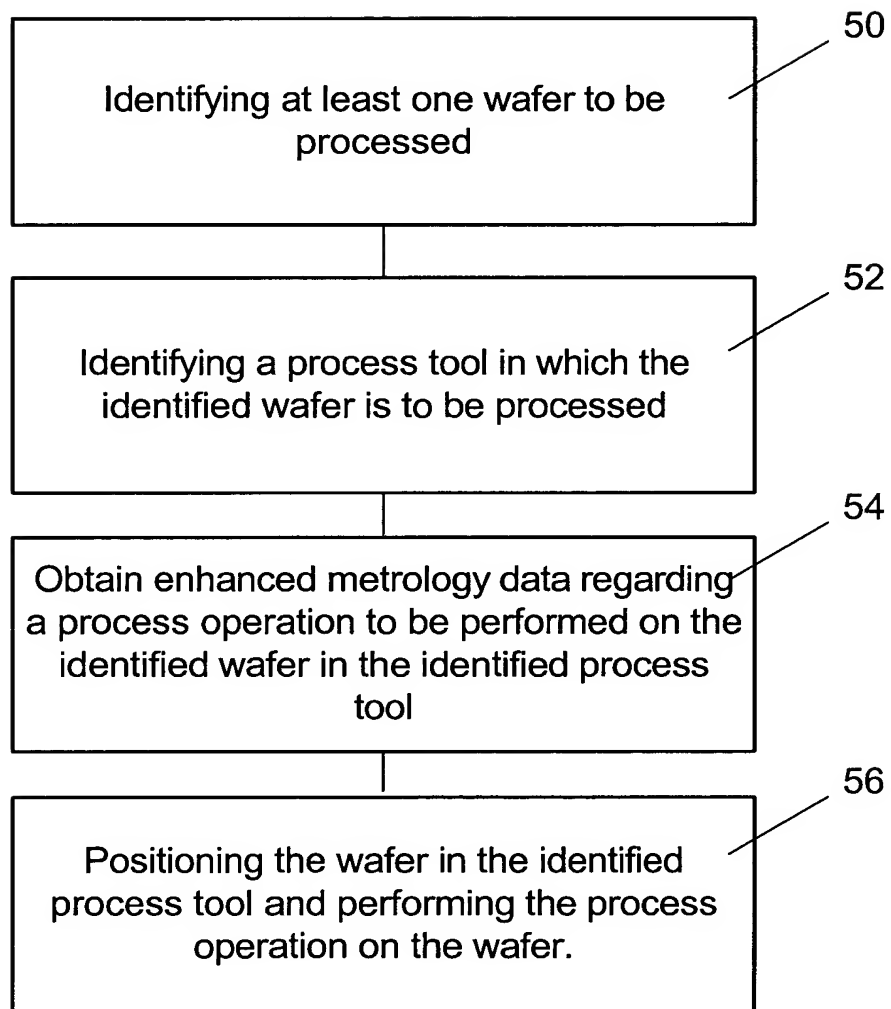 50
Identifying at least one wafer to be
processed
52
Identifying a process tool in which the
identified wafer is to be processed
54
Obtain enhanced metrology data regarding
a process operation to be performed on the
identified wafer in the identified process
tool
56
Positioning the wafer in the identified
process tool and performing the process
operation on the wafer.